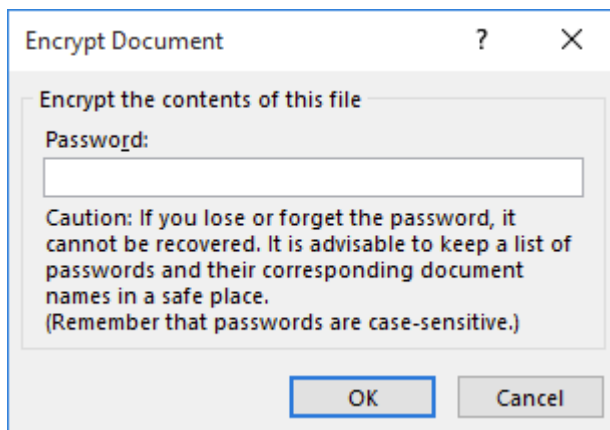 Encrypt Document
?
Encrypt the contents of this file
Password:
Caution: If you lose or forget the password, it
cannot be recovered. It is advisable to keep a list of
passwords and their corresponding document
names in a safe place.
(Remember that passwords are case-sensitive.)
OK
Cancel